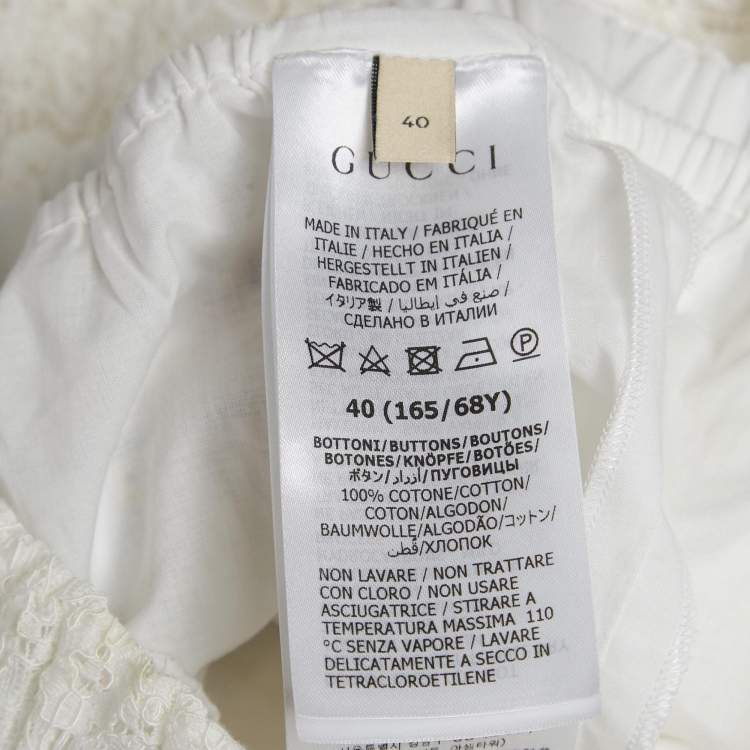 40
GUCCI
MADE IN ITALY / FABRIQUÉ EN
ITALIE / HECHO EN ITALIA /
HERGESTELLT IN ITALIEN /
FABRICADO EM ITÁLIA /
イタリア製 / صنع في إيطاليا /
СДЕЛАНО В ИТАЛИИ
P
40 (165/68Y)
BOTTONI/BUTTONS/BOUTONS/
BOTONES/KNÖPFE/BOTÕES/
ボタン/أزرار/ПУГОВИЦЫ
100% COTONE/COTTON/
COTON/ALGODON/
BAUMWOLLE/ALGODÃO/コットン/
قُطن/ХЛОПОК
NON LAVARE / NON TRATTARE
CON CLORO / NON USARE
ASCIUGATRICE / STIRARE A
TEMPERATURA MASSIMA 110
°C SENZA VAPORE / LAVARE
DELICATAMENTE A SECCO IN
TETRACLOROETILENE